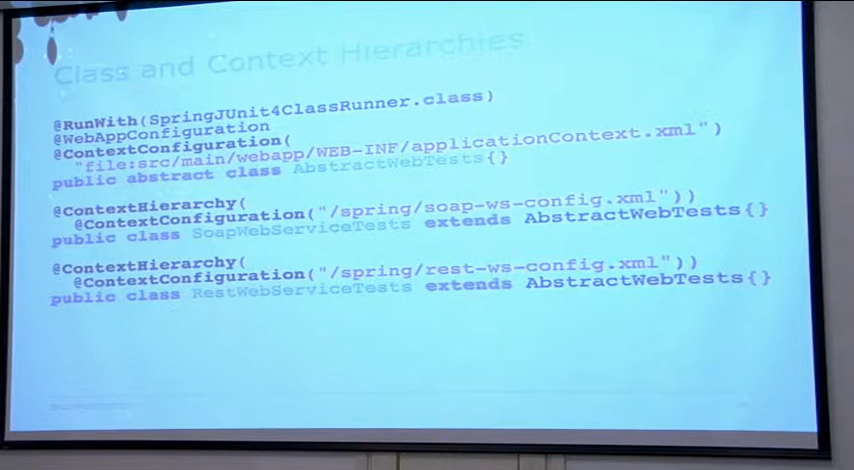 Class and Context Hierarchies
@RunWith(SpringJUnit4ClassRunner.class)
@WebAppConfiguration
@ContextConfiguration(
"file:src/main/webapp/WEB-INF/applicationContext.xml")
public abstract class AbstractWebTests{}
@ContextHierarchy(
@ContextConfiguration("/spring/soap-ws-config.xml"))
public class SoapWebServiceTests extends AbstractWebTests{}
@ContextHierarchy(
@ContextConfiguration("/spring/rest-ws-config.xml"))
public class RestWebServiceTests extends AbstractWebTests{}